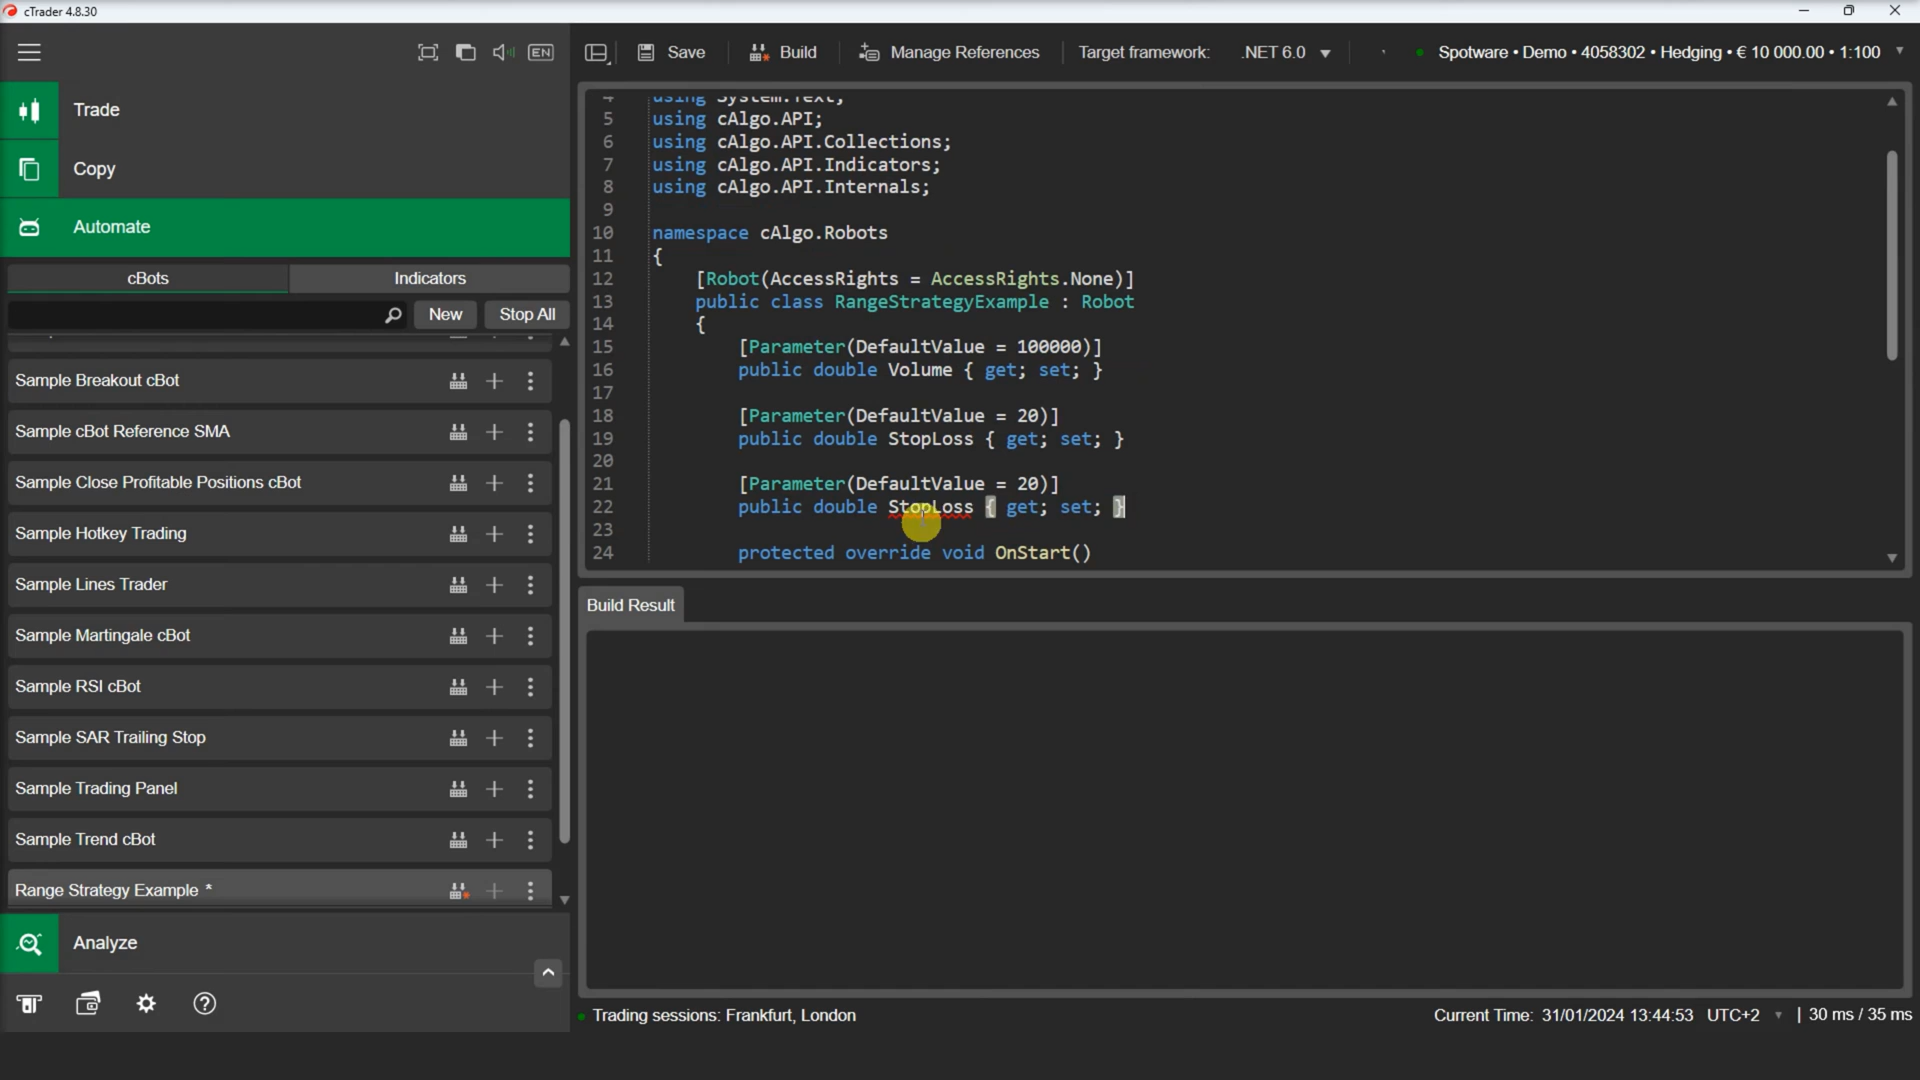 cTrader 4.8.30
EN
Save
Build
Manage References
Target framework:
.NET 6.0
Spotware • Demo • 4058302 • Hedging • € 10 000.00 • 1:100
Trade
Copy
Automate
cBots
Indicators
New
Stop All
Sample Breakout cBot
Sample cBot Reference SMA
Sample Close Profitable Positions cBot
Sample Hotkey Trading
Sample Lines Trader
Sample Martingale cBot
Sample RSI cBot
Sample SAR Trailing Stop
Sample Trading Panel
Sample Trend cBot
Range Strategy Example *
Analyze
4 using System.Text;
5 using cAlgo.API;
6 using cAlgo.API.Collections;
7 using cAlgo.API.Indicators;
8 using cAlgo.API.Internals;
9
10 namespace cAlgo.Robots
11 {
12 [Robot(AccessRights = AccessRights.None)]
13 public class RangeStrategyExample : Robot
14 {
15 [Parameter(DefaultValue = 100000)]
16 public double Volume { get; set; }
17
18 [Parameter(DefaultValue = 20)]
19 public double StopLoss { get; set; }
20
21 [Parameter(DefaultValue = 20)]
22 public double StopLoss { get; set; }
23
24 protected override void OnStart()
Build Result
Trading sessions: Frankfurt, London
Current Time: 31/01/2024 13:44:53 UTC+2
30 ms / 35 ms